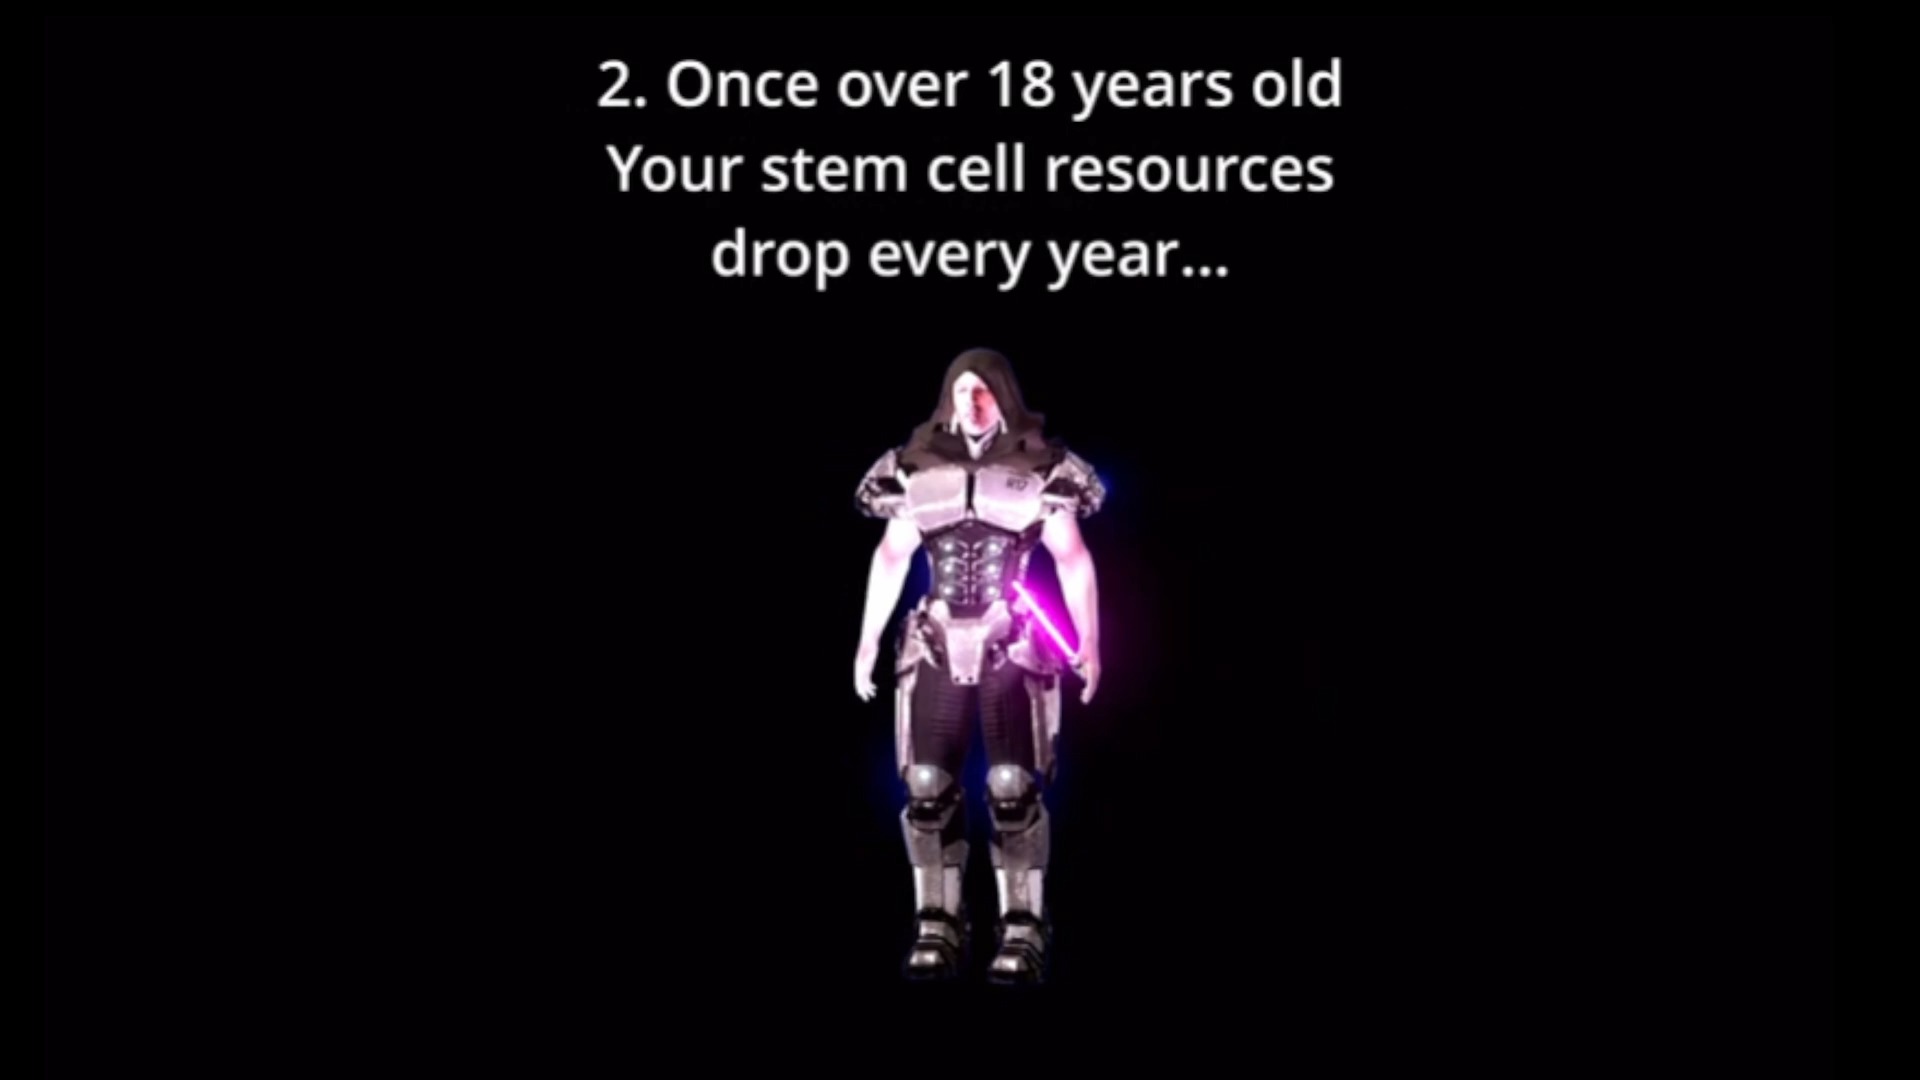 2. Once over 18 years old
Your stem cell resources
drop every year...